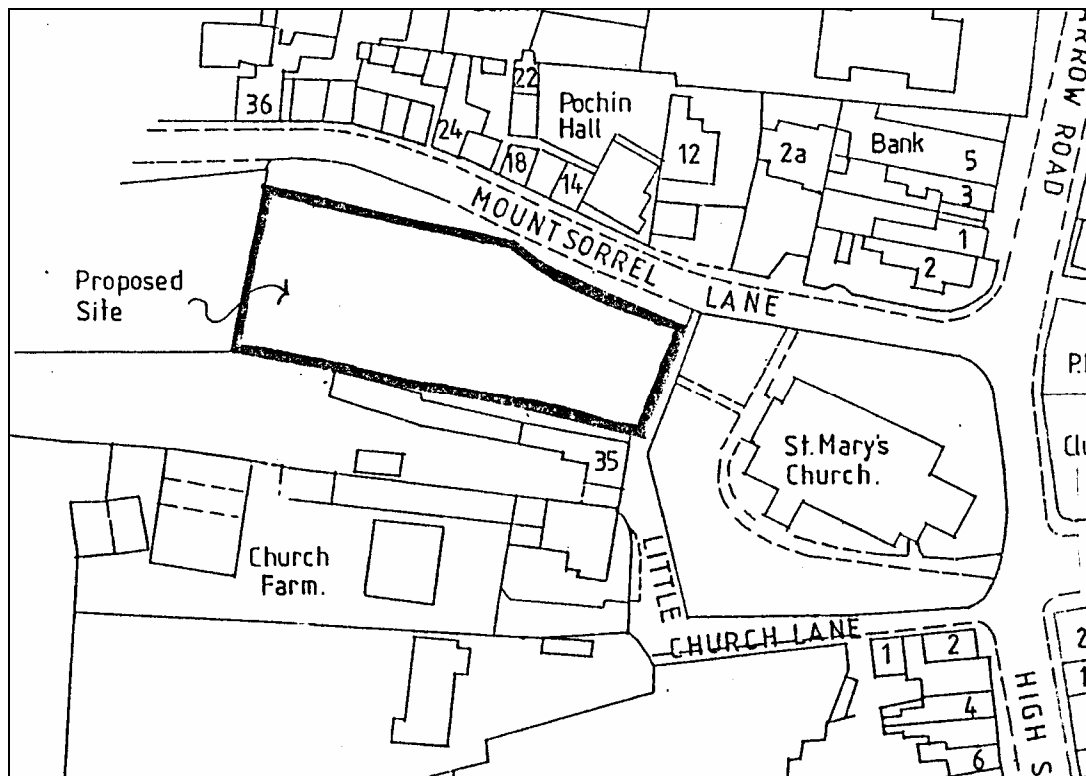 36
22
24
Pochin
Hall
18
14
12
2a
Bank
5
3
1
2
MOUNTSORREL LANE
ROAD
Proposed
Site
St. Mary's
Church.
35
Church
Farm.
LITTLE
CHURCH LANE
1
2
4
6
HIGH